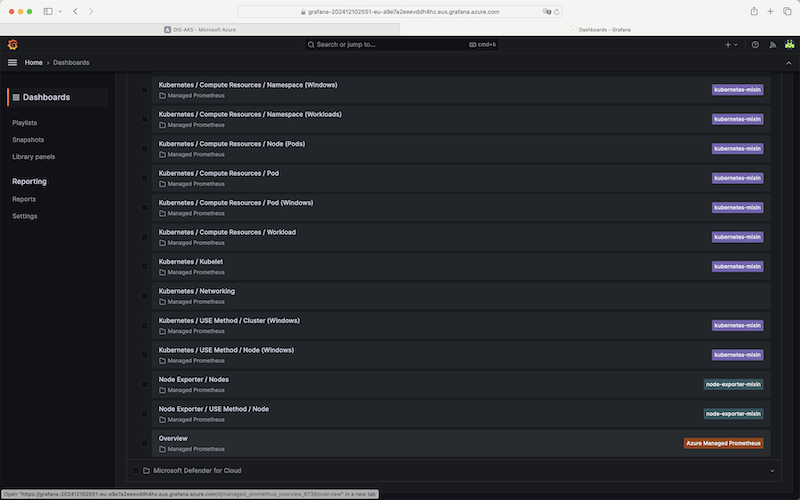 grafana-202412102551-eu-a9e7a2eeevddh4hz.eus.grafana.azure.com
DIS-AKS - Microsoft Azure
Dashboards - Grafana
Search or jump to...
cmd+k
Home › Dashboards
Dashboards
Playlists
Snapshots
Library panels
Reporting
Reports
Settings
Kubernetes / Compute Resources / Namespace (Windows)
Managed Prometheus
kubernetes-mixin
Kubernetes / Compute Resources / Namespace (Workloads)
Managed Prometheus
kubernetes-mixin
Kubernetes / Compute Resources / Node (Pods)
Managed Prometheus
kubernetes-mixin
Kubernetes / Compute Resources / Pod
Managed Prometheus
kubernetes-mixin
Kubernetes / Compute Resources / Pod (Windows)
Managed Prometheus
kubernetes-mixin
Kubernetes / Compute Resources / Workload
Managed Prometheus
kubernetes-mixin
Kubernetes / Kubelet
Managed Prometheus
kubernetes-mixin
Kubernetes / Networking
Managed Prometheus
Kubernetes / USE Method / Cluster (Windows)
Managed Prometheus
kubernetes-mixin
Kubernetes / USE Method / Node (Windows)
Managed Prometheus
kubernetes-mixin
Node Exporter / Nodes
Managed Prometheus
node-exporter-mixin
Node Exporter / USE Method / Node
Managed Prometheus
node-exporter-mixin
Overview
Managed Prometheus
Azure Managed Prometheus
Microsoft Defender for Cloud
Open "https://grafana-202412102551-eu-a9e7a2eeevddh4hz.eus.grafana.azure.com/d/managed_promethus_overview_6739/overview" in a new tab